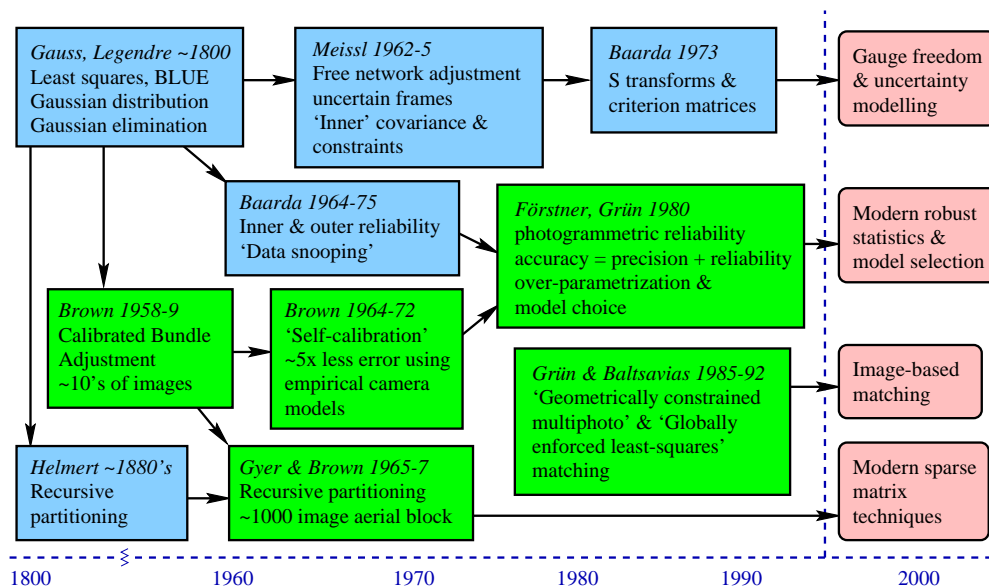 Gauss, Legendre ~1800
Least squares, BLUE
Gaussian distribution
Gaussian elimination
Meissl 1962-5
Free network adjustment
uncertain frames
‘Inner’ covariance &
constraints
Baarda 1973
S transforms &
criterion matrices
Gauge freedom
& uncertainty
modelling
Baarda 1964-75
Inner & outer reliability
‘Data snooping’
Förstner, Grün 1980
photogrammetric reliability
accuracy = precision + reliability
over-parametrization &
model choice
Modern robust
statistics &
model selection
Brown 1958-9
Calibrated Bundle
Adjustment
~10’s of images
Brown 1964-72
‘Self-calibration’
~5x less error using
empirical camera
models
Grün & Baltsavias 1985-92
‘Geometrically constrained
multiphoto’ & ‘Globally
enforced least-squares’
matching
Image-based
matching
Helmert ~1880’s
Recursive
partitioning
Gyer & Brown 1965-7
Recursive partitioning
~1000 image aerial block
Modern sparse
matrix
techniques
1800 1960 1970 1980 1990 2000